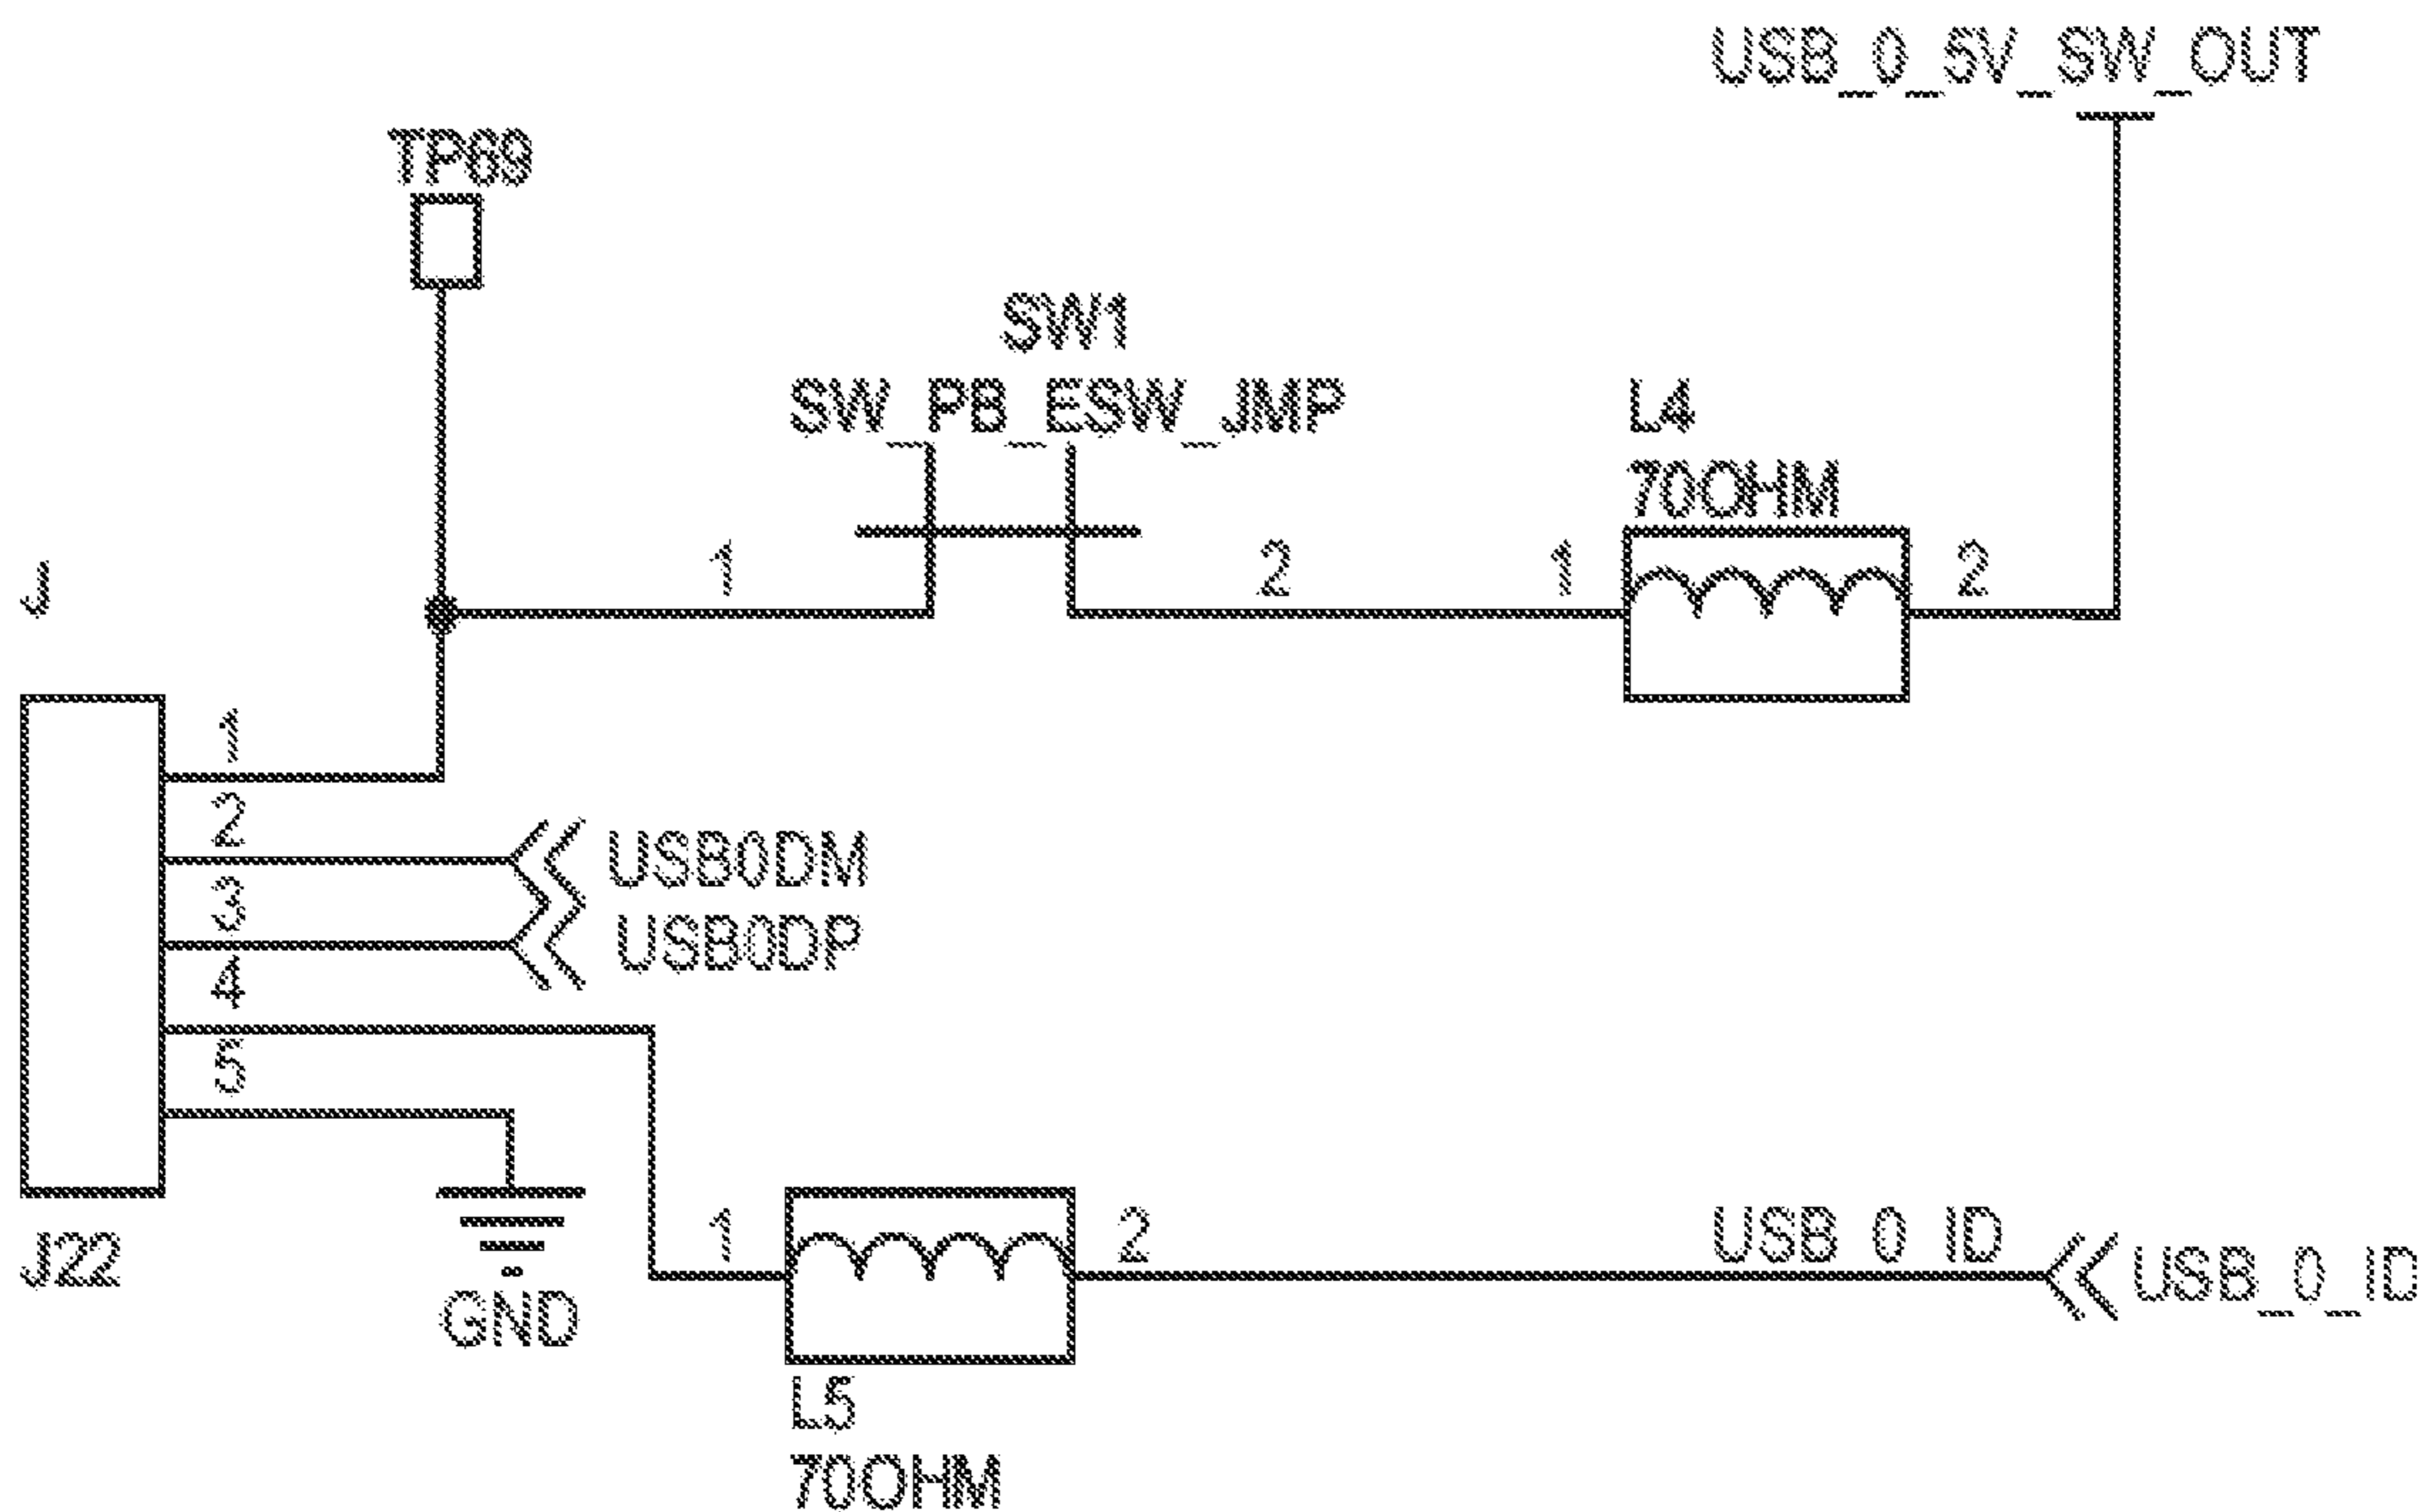 USB_0_5V_SW_OUT
TP69
SW1
SW_PB_ESW_JMP
L4
70OHM
1
2
1
2
J
1
2
USB0DM
3
USB0DP
4
5
J22
GND
1
2
USB_0_ID
USB_0_ID
L5
70OHM